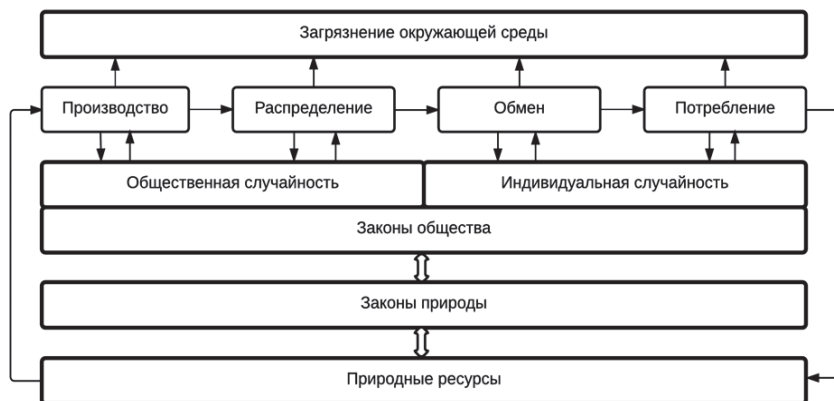 Загрязнение окружающей среды
Производство
Распределение
Обмен
Потребление
Общественная случайность
Индивидуальная случайность
Законы общества
Законы природы
Природные ресурсы